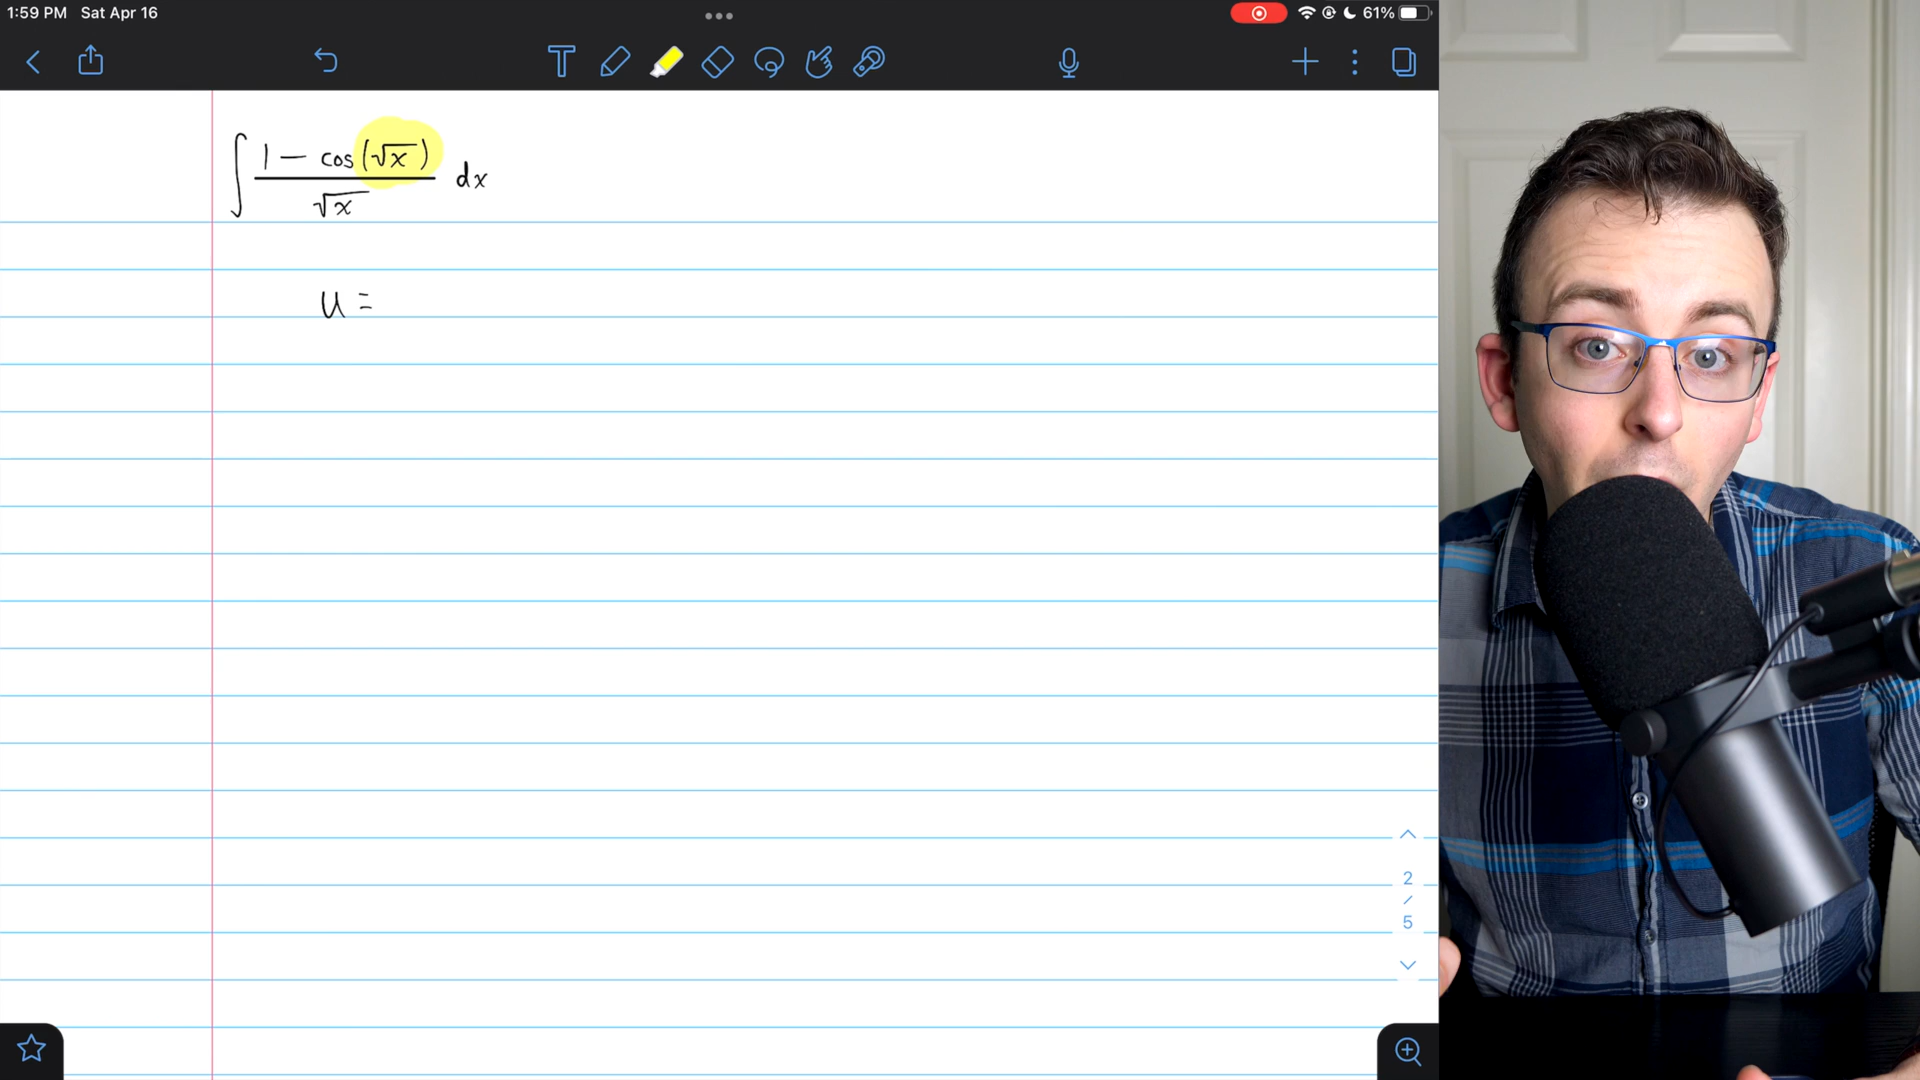 1:59 PM Sat Apr 16
61%
∫ (1 − cos(√x)) / √x dx
u =
2
/
5